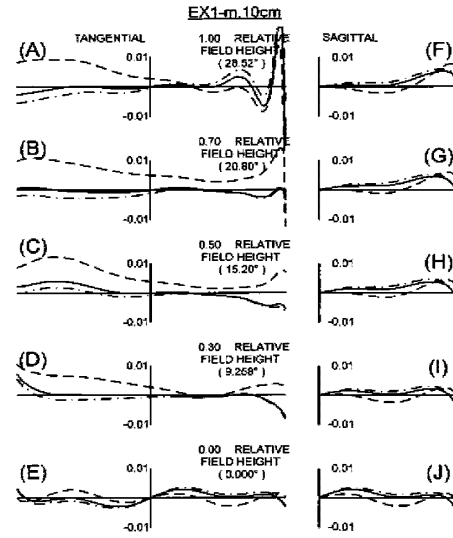 EX1-m.10cm
(A) TANGENTIAL 1.00 RELATIVE FIELD HEIGHT (28.52°) SAGITTAL (F)
0.01 0.01
-0.01 -0.01
(B) 0.70 RELATIVE FIELD HEIGHT (20.80°) (G)
0.01 0.01
-0.01 -0.01
(C) 0.50 RELATIVE FIELD HEIGHT (15.20°) (H)
0.01 0.01
-0.01 -0.01
(D) 0.30 RELATIVE FIELD HEIGHT (9.258°) (I)
0.01 0.01
-0.01 -0.01
(E) 0.00 RELATIVE FIELD HEIGHT (0.000°) (J)
0.01 0.01
-0.01 -0.01